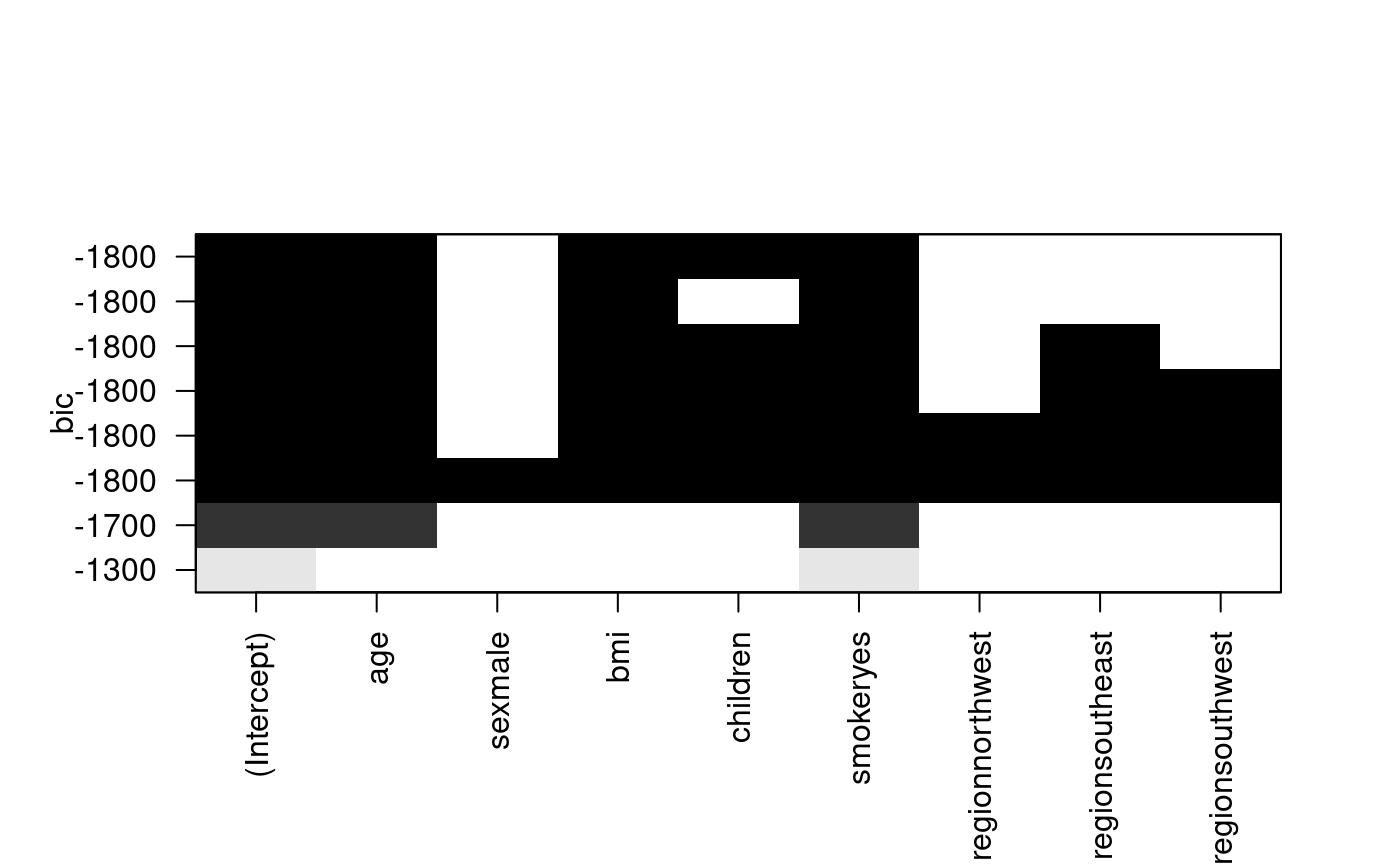 bic
-1800
-1800
-1800
-1800
-1800
-1800
-1700
-1300
(Intercept)
age
sexmale
bmi
children
smokeryes
regionnorthwest
regionsoutheast
regionsouthwest